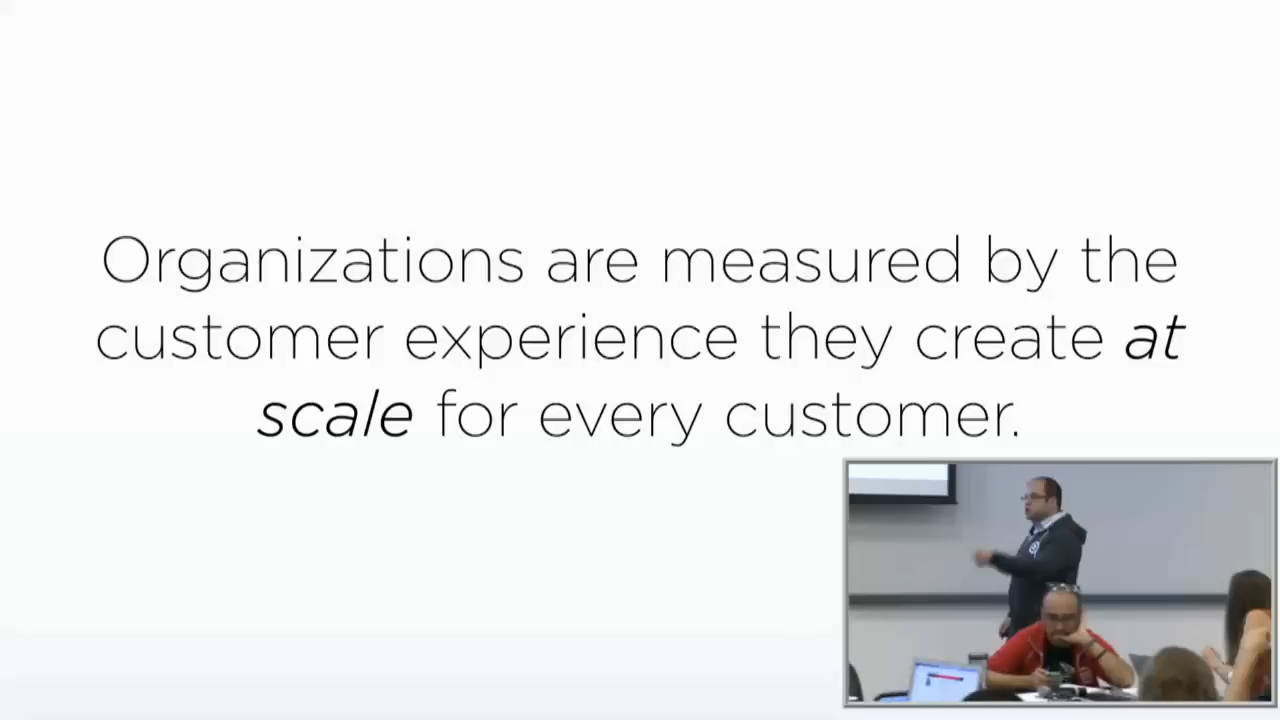 Organizations are measured by the
customer experience they create at
scale for every customer.